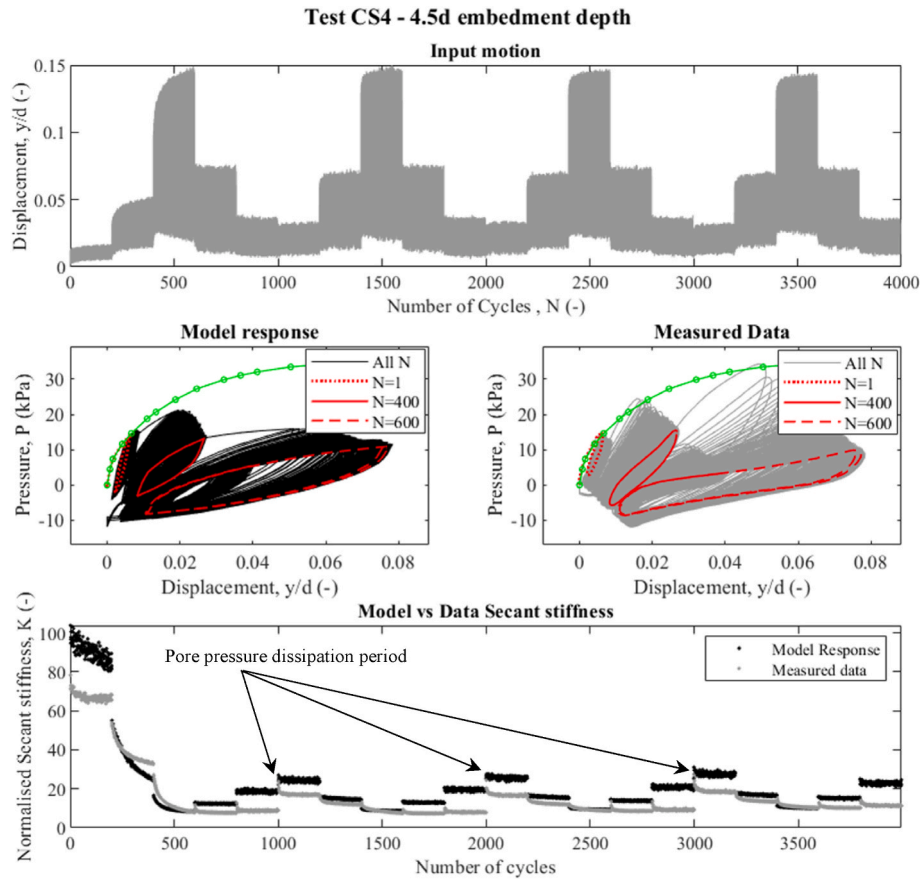 Test CS4 - 4.5d embedment depth
Input motion
Displacement, y/d (-)
0.15
0.1
0.05
0
0 500 1000 1500 2000 2500 3000 3500 4000
Number of Cycles , N (-)
Model response
Pressure, P (kPa)
30
20
10
0
-10
All N
N=1
N=400
N=600
0 0.02 0.04 0.06 0.08
Displacement, y/d (-)
Measured Data
Pressure, P (kPa)
30
20
10
0
-10
All N
N=1
N=400
N=600
0 0.02 0.04 0.06 0.08
Displacement, y/d (-)
Model vs Data Secant stiffness
Normalised Secant stiffness, K (-)
100
80
60
40
20
0
Pore pressure dissipation period
Model Response
Measured data
0 500 1000 1500 2000 2500 3000 3500
Number of cycles